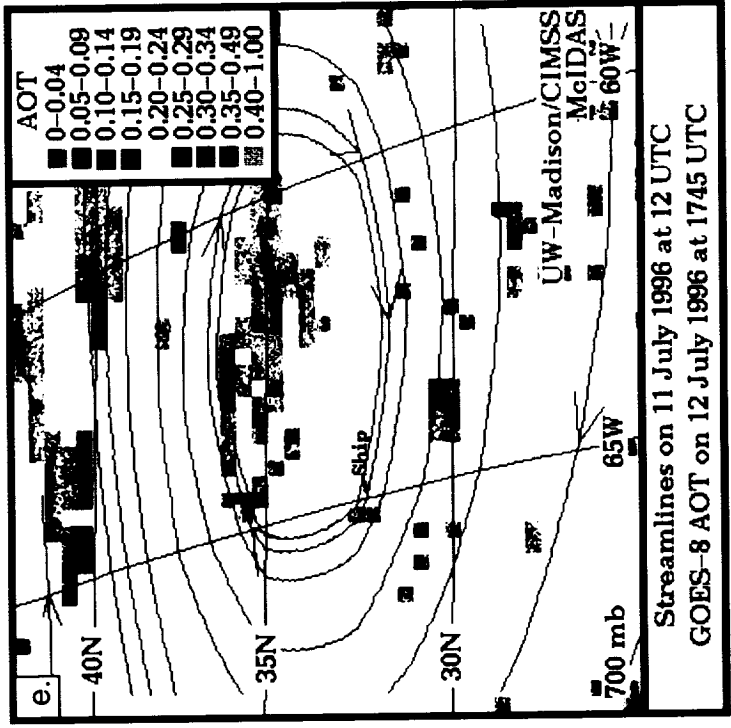 e.
AOT
0-0.04
0.05-0.09
0.10-0.14
0.15-0.19
0.20-0.24
0.25-0.29
0.30-0.34
0.35-0.49
0.40-1.00
40N
35N
30N
Ship
65W
60W
UW-Madison/CIMSS
McIDAS
700 mb
Streamlines on 11 July 1996 at 12 UTC
GOES-8 AOT on 12 July 1996 at 1745 UTC